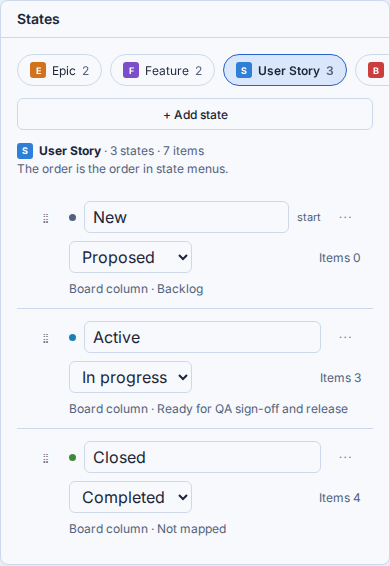 States
E Epic 2 F Feature 2 S User Story 3 B
+ Add state
S User Story · 3 states · 7 items
The order is the order in state menus.
New start ...
Proposed Items 0
Board column · Backlog
Active ...
In progress Items 3
Board column · Ready for QA sign-off and release
Closed ...
Completed Items 4
Board column · Not mapped